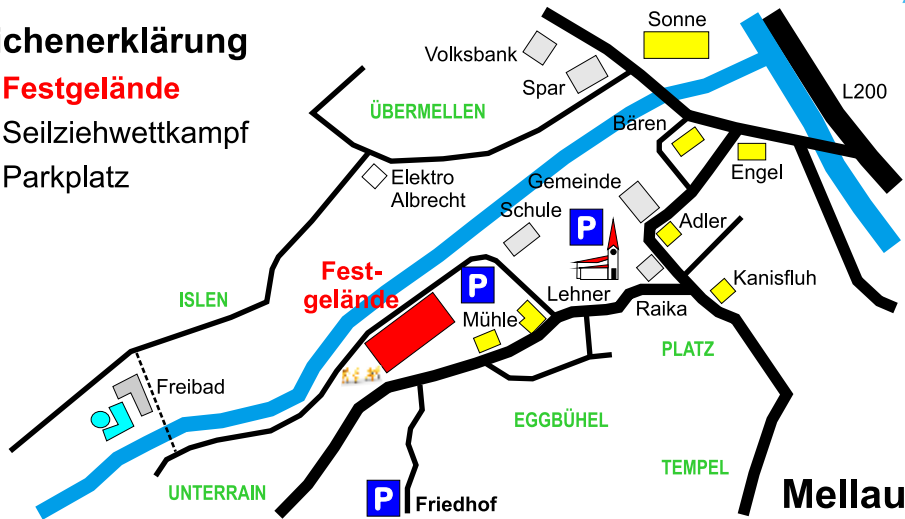 ichenerklärung
Festgelände
Seilziehwettkampf
Parkplatz
Sonne
Volksbank
Spar
L200
ÜBERMELLEN
Bären
Engel
Elektro
Albrecht
Gemeinde
Schule
P
Adler
Fest-
gelände
P
Kanisfluh
ISLEN
Lehner
Raika
Mühle
PLATZ
Freibad
EGGBÜHEL
TEMPEL
UNTERRAIN
P
Friedhof
Mellau